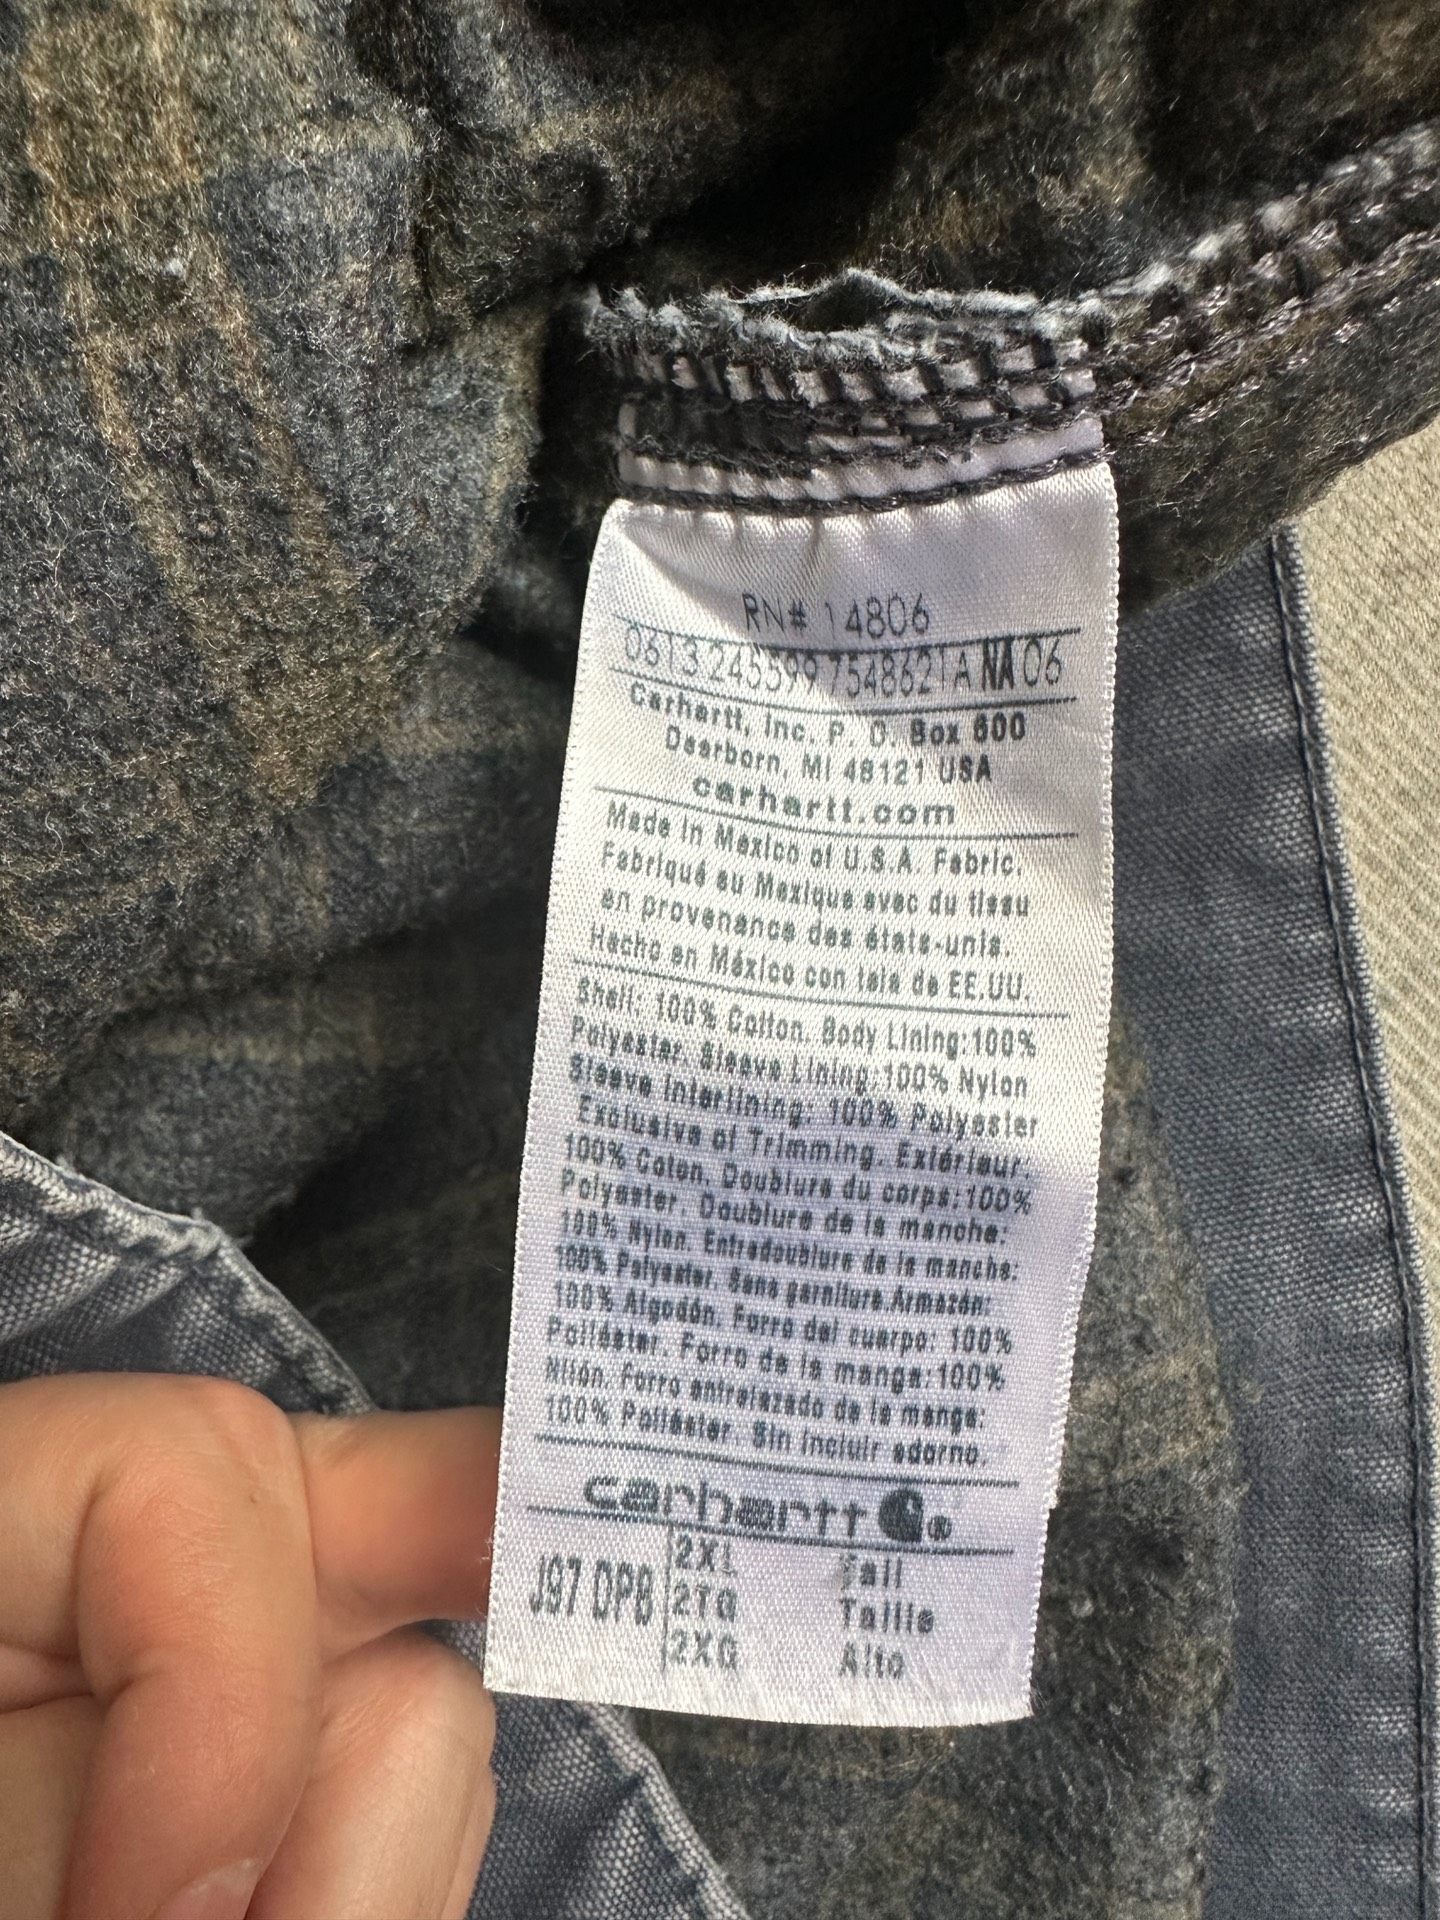 RN# 14806
0613 245599 7548621A NA 06
Carhartt, Inc. P. O. Box 600
Dearborn, MI 48121 USA
carhartt.com
Made in Mexico of U.S.A. Fabric.
Fabriqué au Mexique avec du tissu
en provenance des états-unis.
Hecho en México con tela de EE.UU.
Shell: 100% Cotton. Body Lining:100%
Polyester. Sleeve Lining:100% Nylon
Sleeve Interlining: 100% Polyester
Exclusive of Trimming. Extérieur:
100% Coton. Doublure du corps:100%
Polyester. Doublure de la manche:
100% Nylon. Entredoublure de la manche:
100% Polyester. Sans garniture.Armazón:
100% Algodón. Forro del cuerpo: 100%
Poliéster. Forro de la manga:100%
Nilón. Forro entrelazado de la manga:
100% Poliéster. Sin incluir adorno.
carhartt ®
J97 DPB
2XL Tall
2TG Taille
2XG Alto